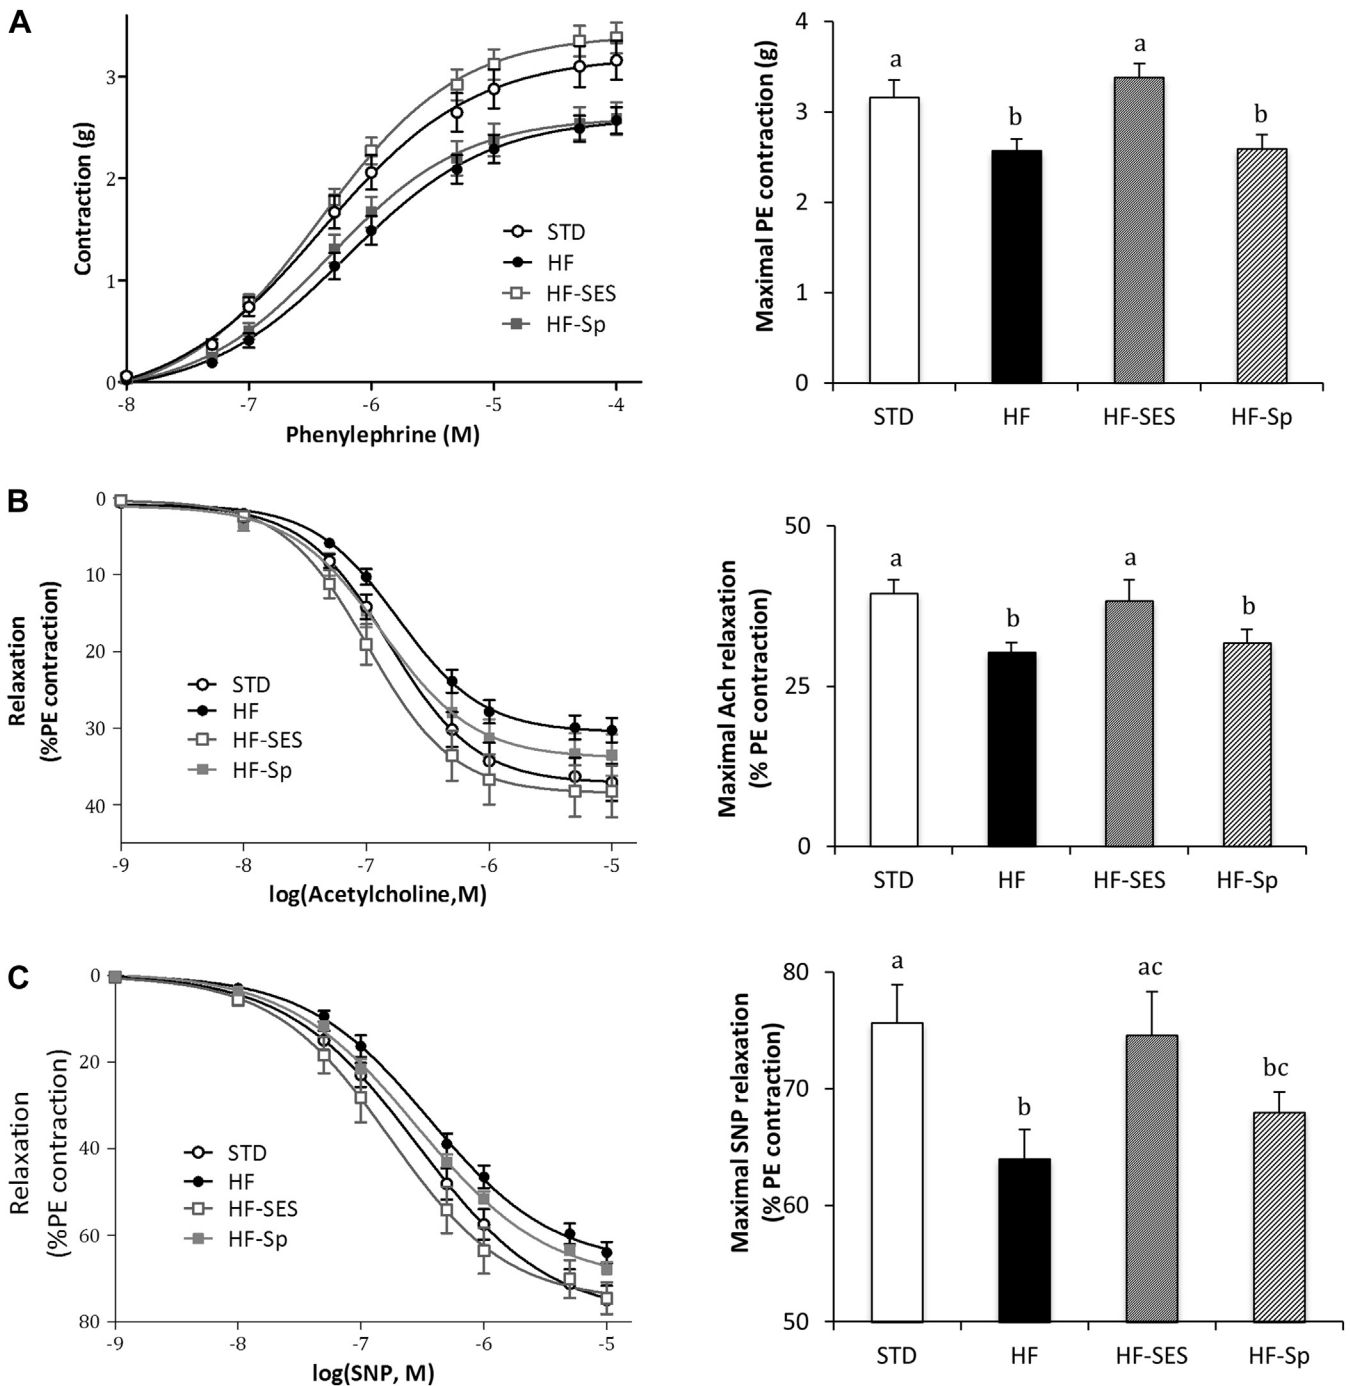 A
Contraction (g)
3
2
1
0
-8
-7
-6
-5
-4
Phenylephrine (M)
STD
HF
HF-SES
HF-Sp
Maximal PE contraction (g)
4
3
2
1
0
a
b
a
b
STD
HF
HF-SES
HF-Sp
B
Relaxation
(%PE contraction)
0
10
20
30
40
-9
-8
-7
-6
-5
log(Acetylcholine,M)
STD
HF
HF-SES
HF-Sp
Maximal Ach relaxation
(% PE contraction)
50
25
0
a
b
a
b
STD
HF
HF-SES
HF-Sp
C
Relaxation
(%PE contraction)
0
20
40
60
80
-9
-8
-7
-6
-5
log(SNP, M)
STD
HF
HF-SES
HF-Sp
Maximal SNP relaxation
(% PE contraction)
80
70
60
50
a
b
ac
bc
STD
HF
HF-SES
HF-Sp